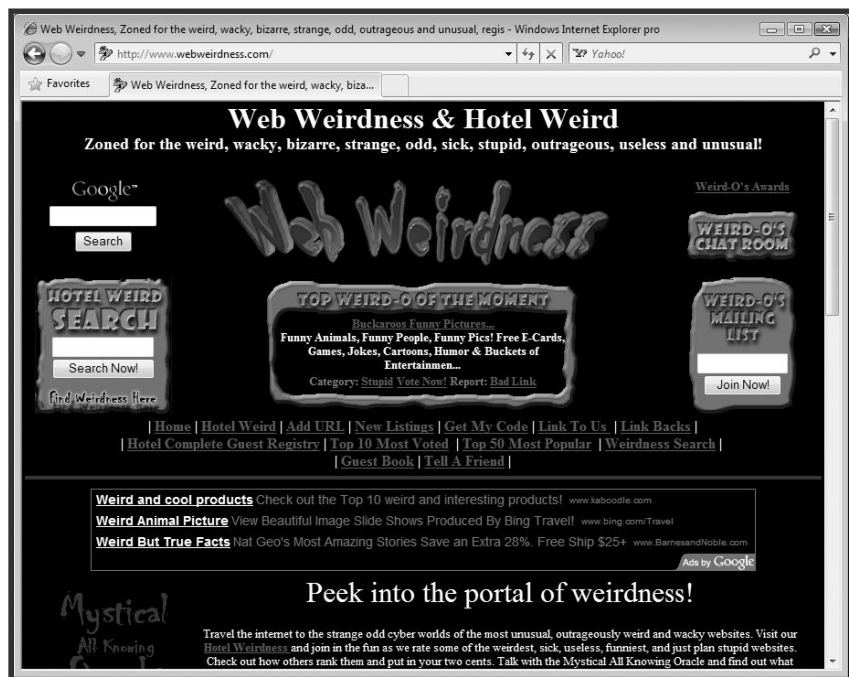 Web Weirdness, Zoned for the weird, wacky, bizarre, strange, odd, outrageous and unusual, regis - Windows Internet Explorer pro
http://www.webweirdness.com/
Yahoo!
Favorites
Web Weirdness, Zoned for the weird, wacky, biza...
Web Weirdness & Hotel Weird
Zoned for the weird, wacky, bizarre, strange, odd, sick, stupid, outrageous, useless and unusual!
Google™
Search
Web Weirdness
Weird-O's Awards
WEIRD-O'S
CHAT ROOM
HOTEL WEIRD
SEARCH
Search Now!
Find Weirdness Here
TOP WEIRD-O OF THE MOMENT
Buckaroos Funny Pictures...
Funny Animals, Funny People, Funny Pics! Free E-Cards,
Games, Jokes, Cartoons, Humor & Buckets of
Entertainmen...
Category: Stupid Vote Now! Report: Bad Link
WEIRD-O'S
MAILING
LIST
Join Now!
| Home | Hotel Weird | Add URL | New Listings | Get My Code | Link To Us | Link Backs |
| Hotel Complete Guest Registry | Top 10 Most Voted | Top 50 Most Popular | Weirdness Search |
| Guest Book | Tell A Friend |
Weird and cool products Check out the Top 10 weird and interesting products! www.kaboodle.com
Weird Animal Picture View Beautiful Image Slide Shows Produced By Bing Travel! www.bing.com/Travel
Weird But True Facts Nat Geo's Most Amazing Stories Save an Extra 28%. Free Ship $25+ www.BarnesandNoble.com
Ads by Google
Peek into the portal of weirdness!
Mystical
All Knowing
Travel the internet to the strange odd cyber worlds of the most unusual, outrageously weird and wacky websites. Visit our
Hotel Weirdness and join in the fun as we rate some of the weirdest, sick, useless, funniest, and just plan stupid websites.
Check out how others rank them and put in your two cents. Talk with the Mystical All Knowing Oracle and find out what